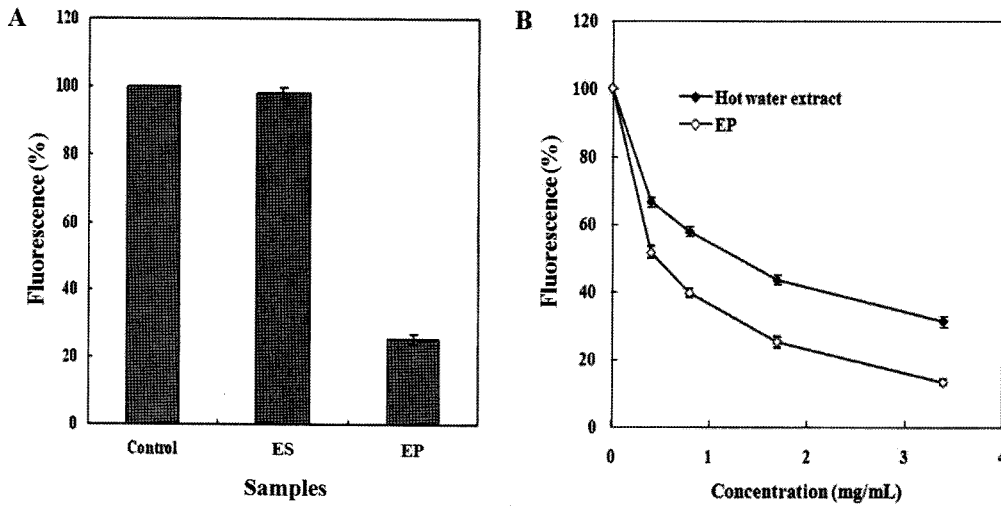 A
120
100
80
60
40
20
0
Fluorescence (%)
Control
ES
EP
Samples
B
120
100
80
60
40
20
0
Fluorescence (%)
Hot water extract
EP
0
1
2
3
4
Concentration (mg/mL)